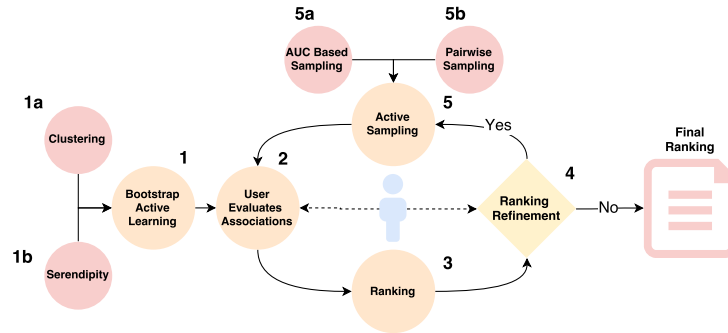 5a
5b
AUC Based
Sampling
Pairwise
Sampling
1a
Clustering
Active
Sampling
5
Yes
Final
Ranking
1
Bootstrap
Active
Learning
2
User
Evaluates
Associations
4
Ranking
Refinement
No
1b
Serendipity
3
Ranking